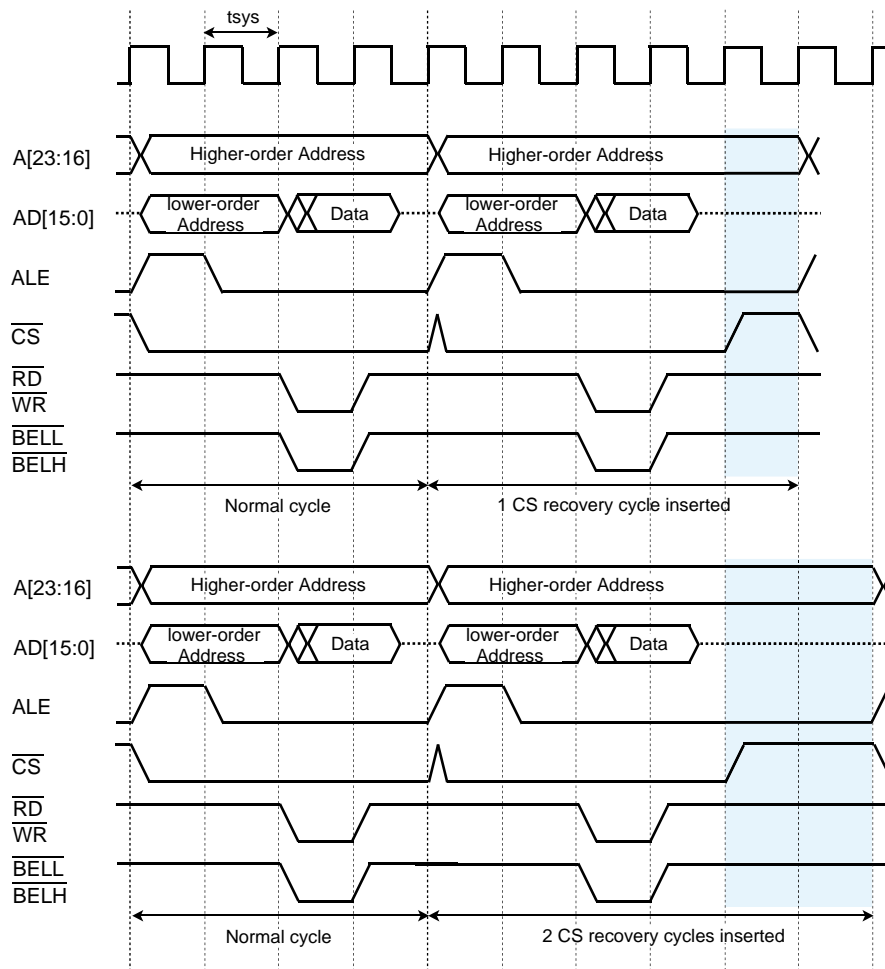 tsys
A[23:16]
Higher-order Address
Higher-order Address
AD[15:0]
lower-order
Address
Data
lower-order
Address
Data
ALE
CS
RD
WR
BELL
BELH
Normal cycle
1 CS recovery cycle inserted
A[23:16]
Higher-order Address
Higher-order Address
AD[15:0]
lower-order
Address
Data
lower-order
Address
Data
ALE
CS
RD
WR
BELL
BELH
Normal cycle
2 CS recovery cycles inserted